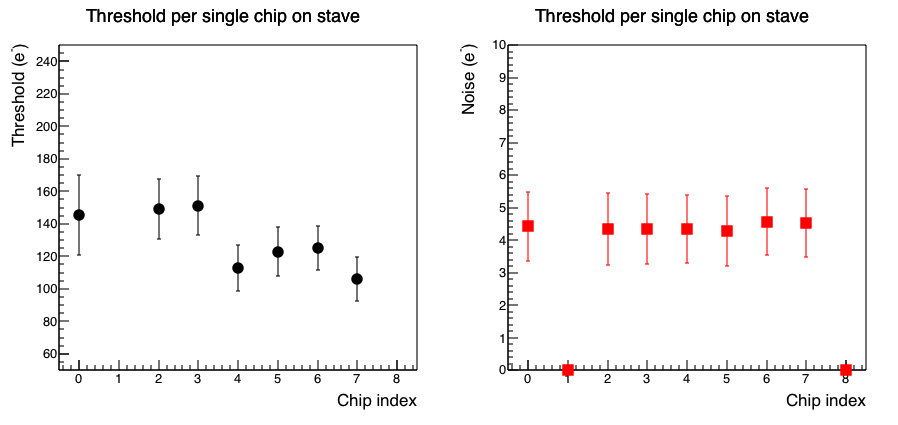 Threshold per single chip on stave
Threshold (e⁻)
240
220
200
180
160
140
120
100
80
60
0 1 2 3 4 5 6 7 8
Chip index
Threshold per single chip on stave
Noise (e⁻)
10
9
8
7
6
5
4
3
2
1
0
0 1 2 3 4 5 6 7 8
Chip index